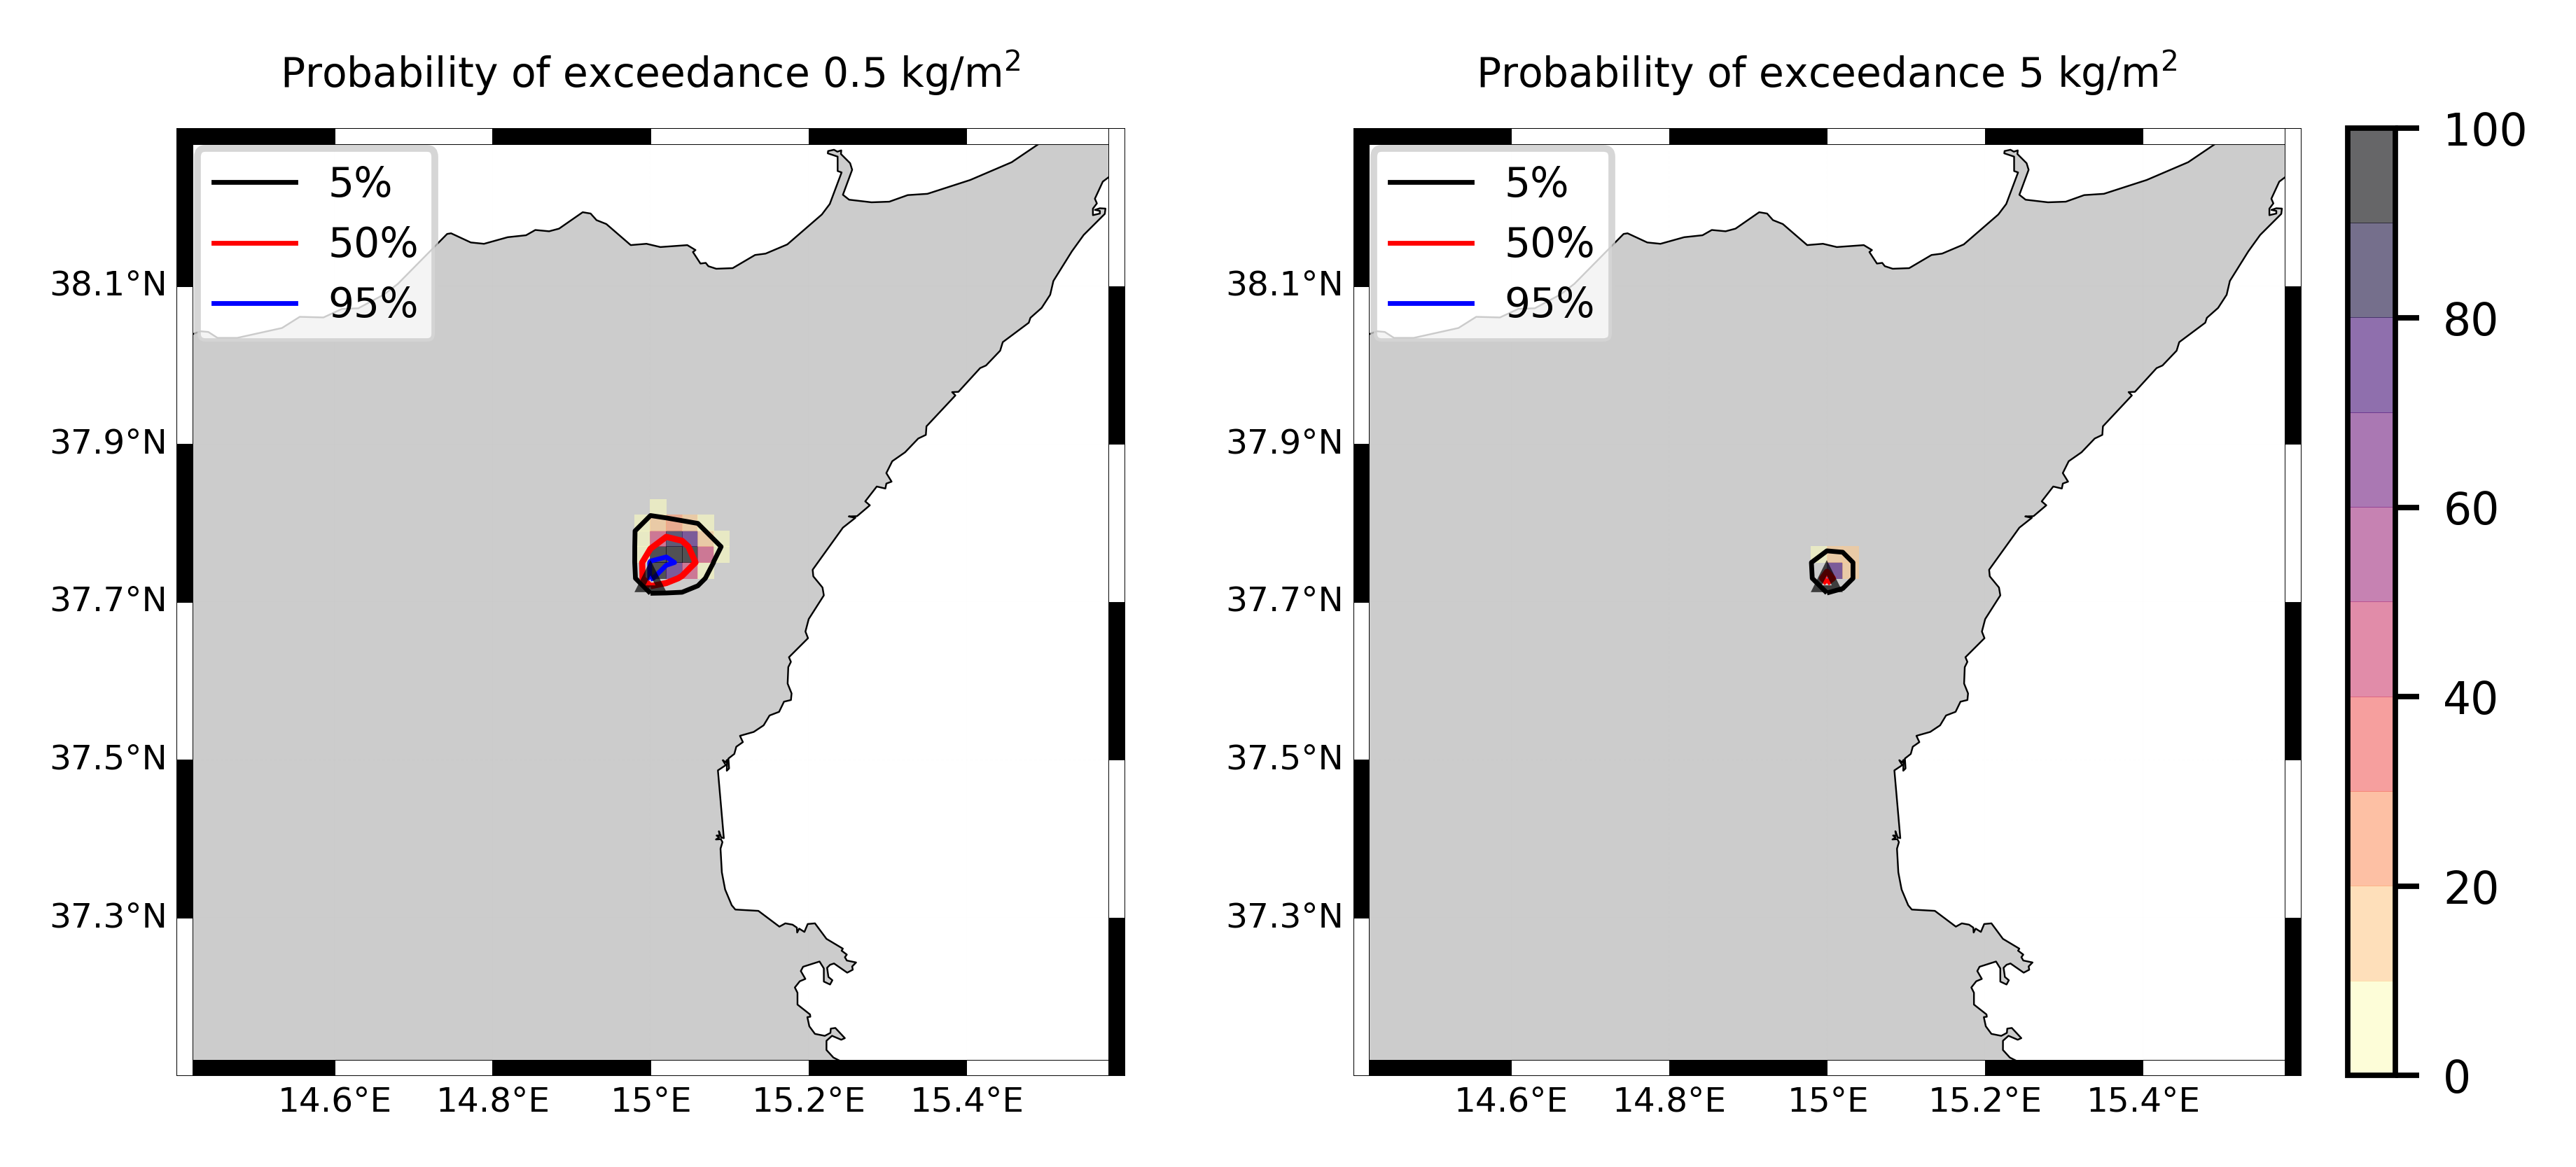 Probability of exceedance 0.5 kg/m²
5%
50%
95%
38.1°N
37.9°N
37.7°N
37.5°N
37.3°N
14.6°E 14.8°E 15°E 15.2°E 15.4°E
Probability of exceedance 5 kg/m²
5%
50%
95%
38.1°N
37.9°N
37.7°N
37.5°N
37.3°N
14.6°E 14.8°E 15°E 15.2°E 15.4°E
100
80
60
40
20
0